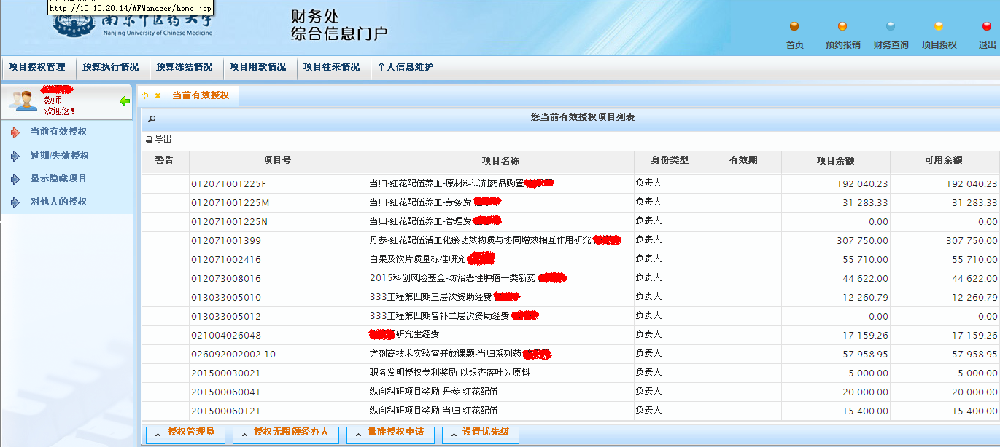 http://10.10.20.14/WFManager/home.jsp
南京中医药大学
Nanjing University of Chinese Medicine
财务处
综合信息门户
首页 预约报销 财务查询 项目授权 退出
项目授权管理 预算执行情况 预算冻结情况 项目用款情况 项目往来情况 个人信息维护
教师
欢迎您!
当前有效授权
过期/失效授权
显示隐藏项目
对他人的授权
当前有效授权
您当前有效授权项目列表
导出
警告 项目号 项目名称 身份类型 有效期 项目余额 可用余额
012071001225F 当归-红花配伍养血-原材料试剂药品购置 负责人 192 040.23 192 040.23
012071001225M 当归-红花配伍养血-劳务费 负责人 31 283.33 31 283.33
012071001225N 当归-红花配伍养血-管理费 负责人 0.00 0.00
012071001399 丹参-红花配伍活血化瘀功效物质与协同增效相互作用研究 负责人 307 750.00 307 750.00
012071002416 白果及饮片质量标准研究 负责人 55 710.00 55 710.00
012073008016 2015科创风险基金-防治恶性肿瘤一类新药 负责人 44 622.00 44 622.00
013033005010 333工程第四期三层次资助经费 负责人 12 260.79 12 260.79
013033005012 333工程第四期曾补二层次资助经费 负责人 0.00 0.00
021004026048 研究生经费 负责人 17 159.26 17 159.26
026092002002-10 方剂高技术实验室开放课题-当归系列药 负责人 57 958.95 57 958.95
201500030021 职务发明授权专利奖励-以银杏落叶为原料 负责人 5 000.00 5 000.00
201500060041 纵向科研项目奖励-丹参-红花配伍 负责人 20 000.00 20 000.00
201500060121 纵向科研项目奖励-当归-红花配伍 负责人 15 400.00 15 400.00
授权管理员 授权无限额经办人 批准授权申请 设置优先级